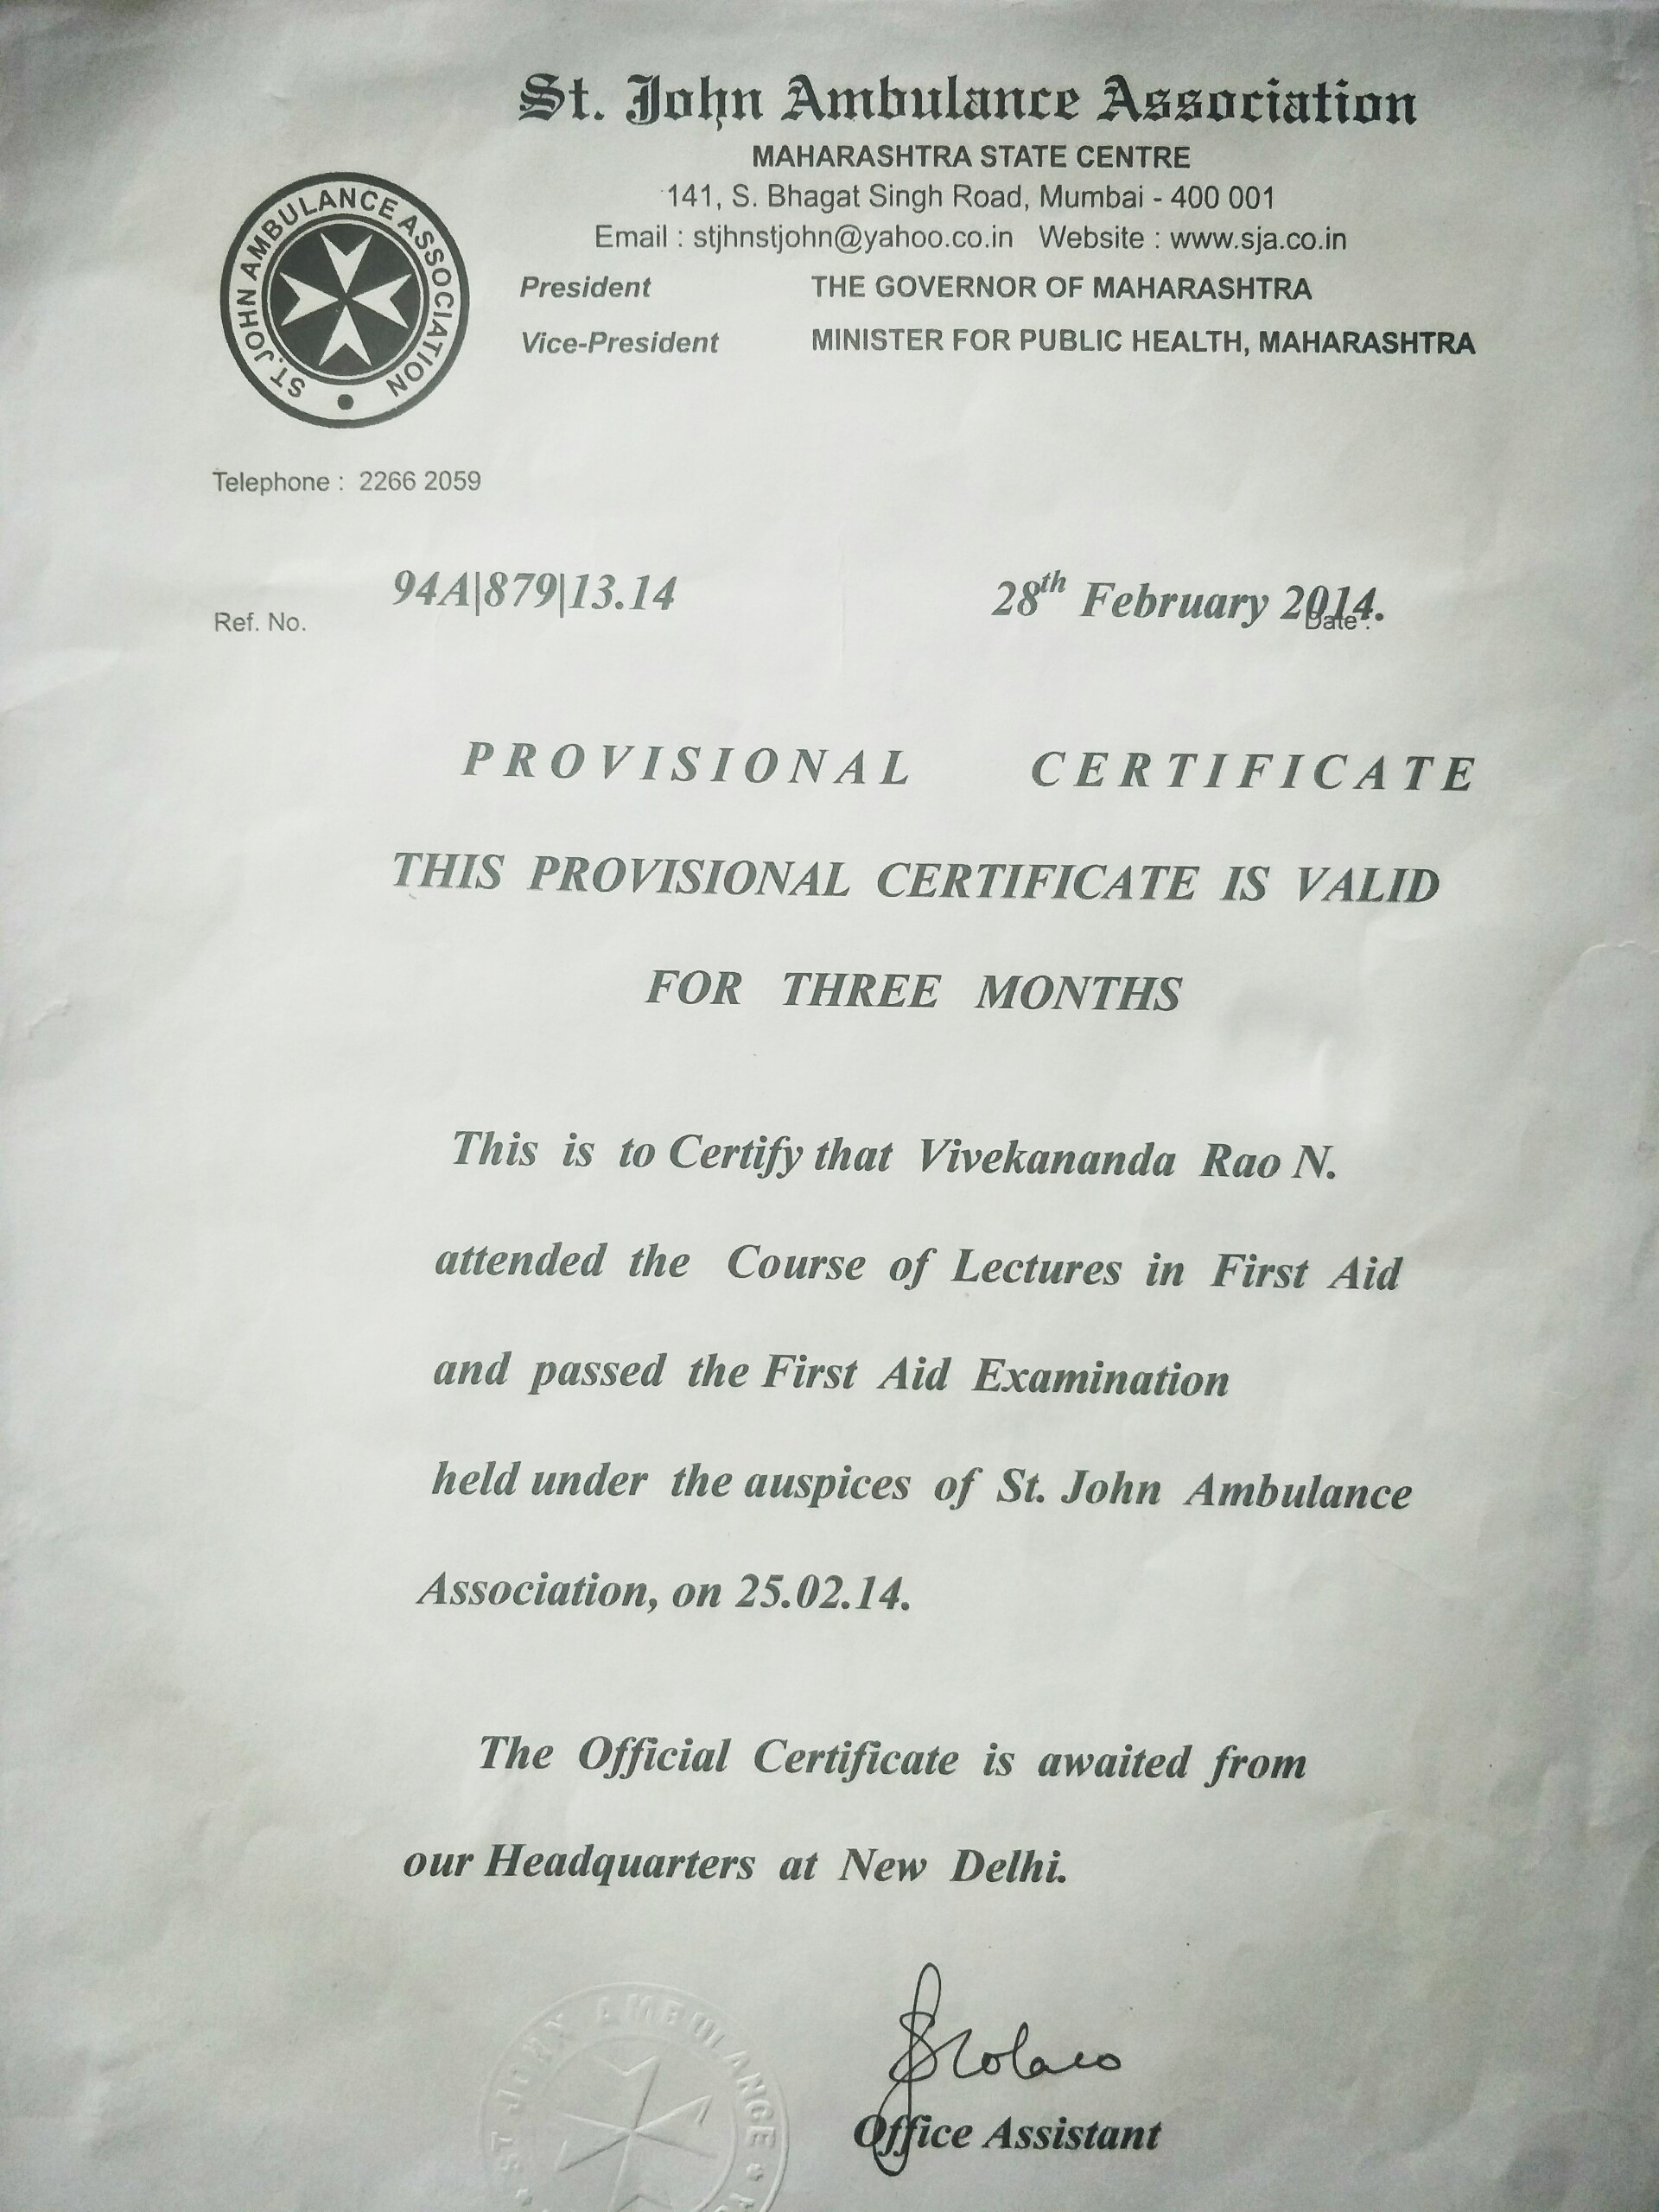 St. John Ambulance Association
MAHARASHTRA STATE CENTRE
141, S. Bhagat Singh Road, Mumbai - 400 001
Email : stjhnstjohn@yahoo.co.in Website : www.sja.co.in
President THE GOVERNOR OF MAHARASHTRA
Vice-President MINISTER FOR PUBLIC HEALTH, MAHARASHTRA
ST. JOHN AMBULANCE ASSOCIATION
Telephone : 2266 2059
94A|879|13.14 28th February 2014.
Ref. No. Date :
PROVISIONAL CERTIFICATE
THIS PROVISIONAL CERTIFICATE IS VALID
FOR THREE MONTHS
This is to Certify that Vivekananda Rao N.
attended the Course of Lectures in First Aid
and passed the First Aid Examination
held under the auspices of St. John Ambulance
Association, on 25.02.14.
The Official Certificate is awaited from
our Headquarters at New Delhi.
ST JOHN AMBULANCE
Office Assistant